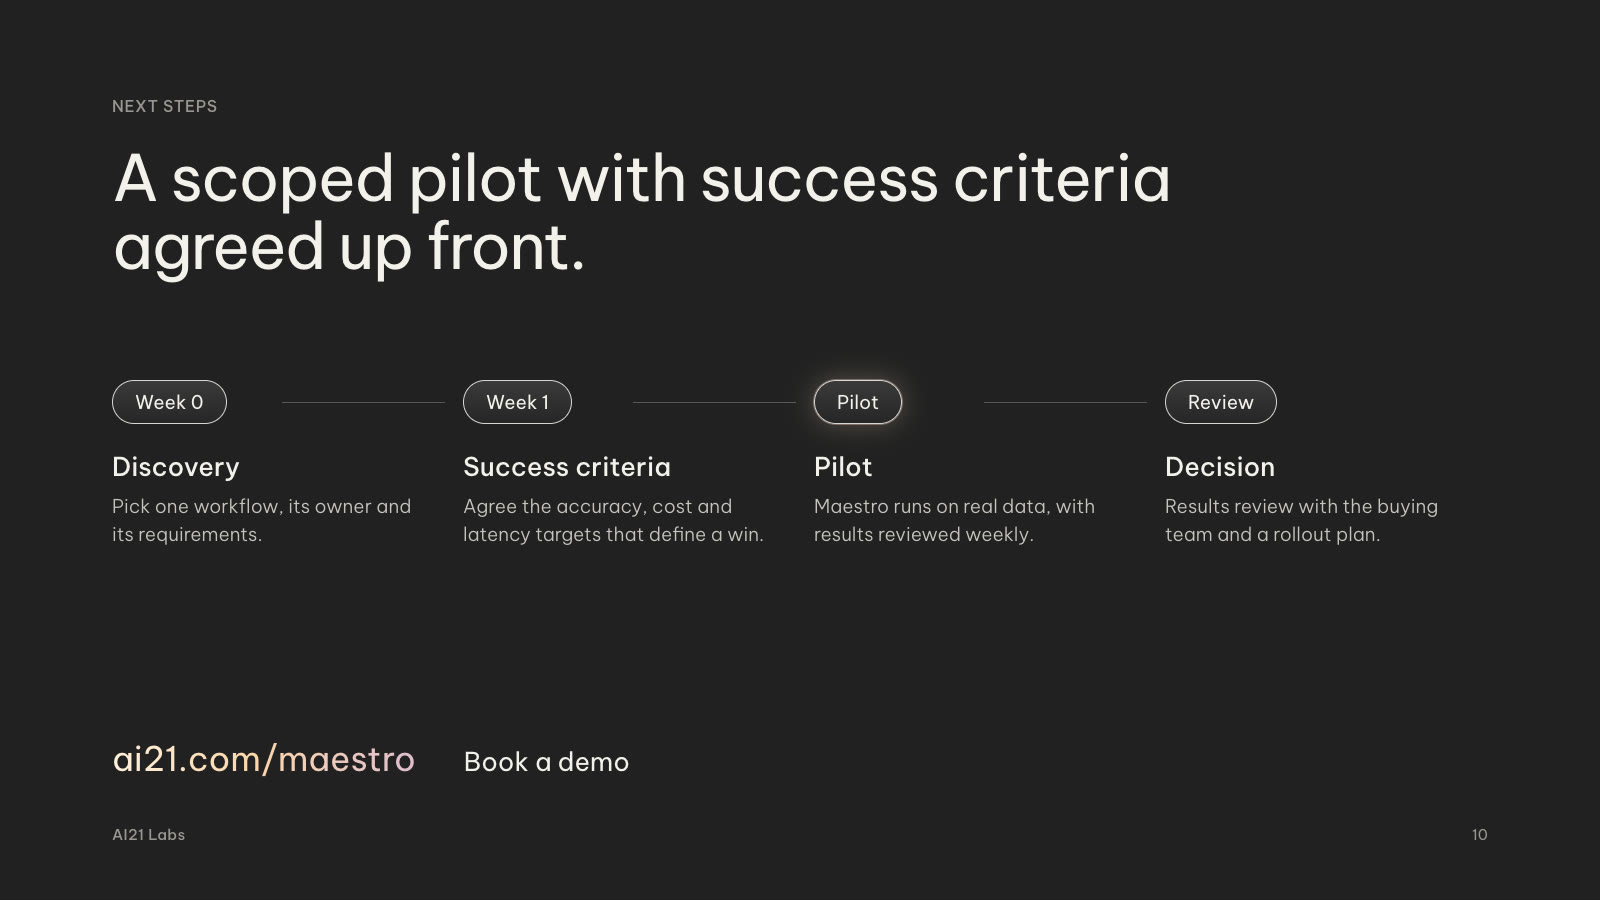 NEXT STEPS
A scoped pilot with success criteria
agreed up front.
Week 0
Week 1
Pilot
Review
Discovery
Pick one workflow, its owner and
its requirements.
Success criteria
Agree the accuracy, cost and
latency targets that define a win.
Pilot
Maestro runs on real data, with
results reviewed weekly.
Decision
Results review with the buying
team and a rollout plan.
ai21.com/maestro
Book a demo
AI21 Labs
10